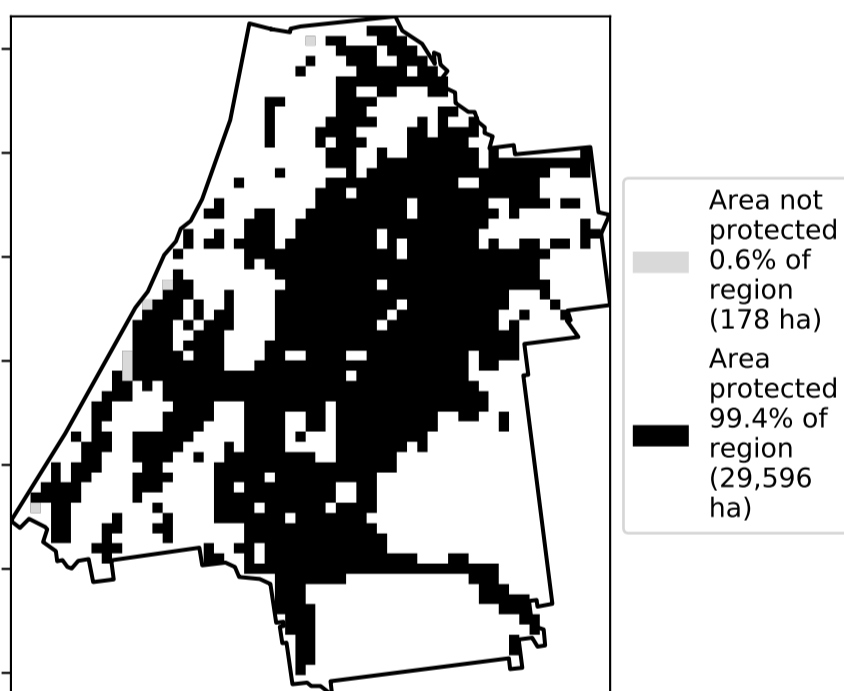 Area not
protected
0.6% of
region
(178 ha)
Area
protected
99.4% of
region
(29,596
ha)